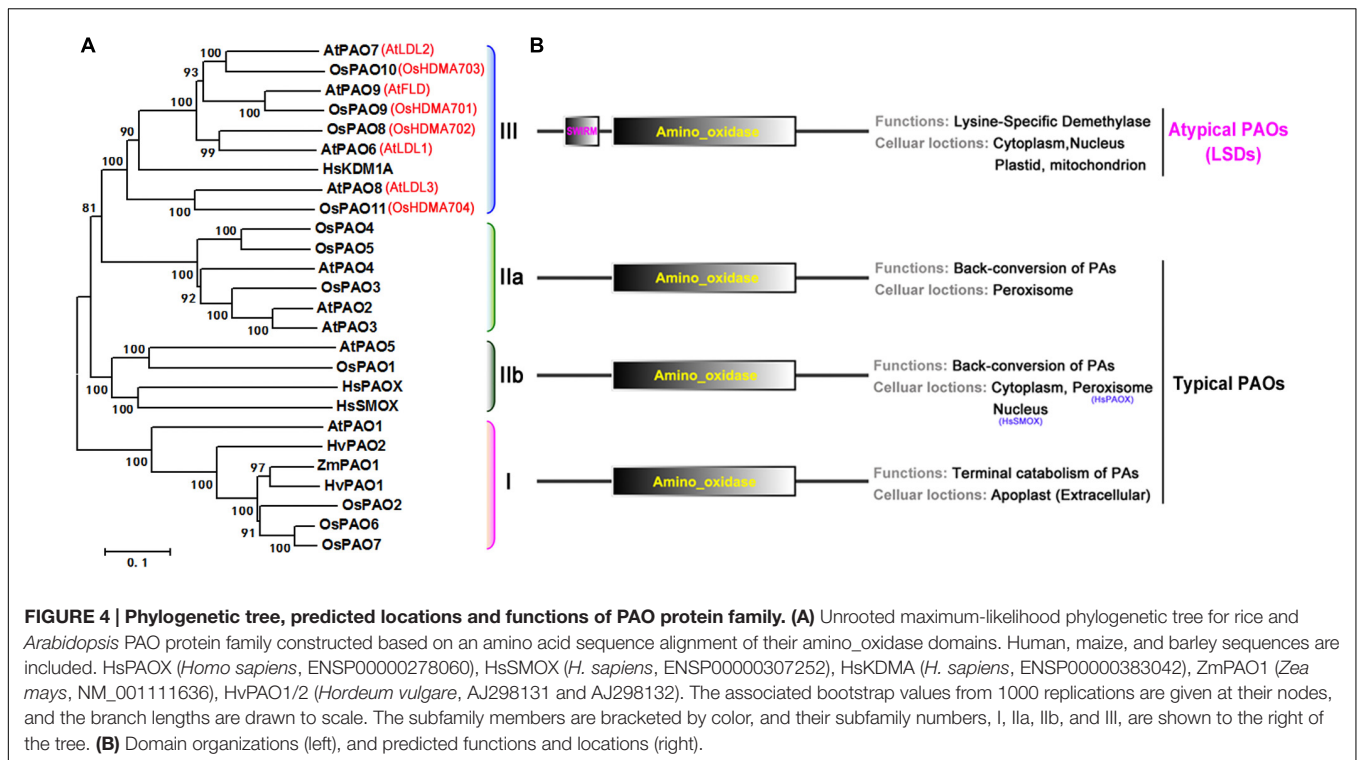 A
B
100
AtPAO7 (AtLDL2)
93
OsPAO10 (OsHDMA703)
100
AtPAO9 (AtFLD)
100
OsPAO9 (OsHDMA701)
90
OsPAO8 (OsHDMA702)
99
AtPAO6 (AtLDL1)
100
HsKDM1A
AtPAO8 (AtLDL3)
81
100
OsPAO11 (OsHDMA704)
100
OsPAO4
OsPAO5
100
AtPAO4
92
OsPAO3
100
AtPAO2
100
AtPAO3
100
AtPAO5
OsPAO1
100
HsPAOX
100
HsSMOX
AtPAO1
100
HvPAO2
97
ZmPAO1
100
HvPAO1
100
OsPAO2
91
OsPAO6
100
OsPAO7
0. 1
III
SWIRM
Amino_oxidase
Functions: Lysine-Specific Demethylase
Celluar loctions: Cytoplasm,Nucleus
Plastid, mitochondrion
Atypical PAOs
(LSDs)
IIa
Amino_oxidase
Functions: Back-conversion of PAs
Celluar loctions: Peroxisome
IIb
Amino_oxidase
Functions: Back-conversion of PAs
Celluar loctions: Cytoplasm, Peroxisome
(HsPAOX)
Nucleus
(HsSMOX)
Typical PAOs
I
Amino_oxidase
Functions: Terminal catabolism of PAs
Celluar loctions: Apoplast (Extracellular)
FIGURE 4 | Phylogenetic tree, predicted locations and functions of PAO protein family. (A) Unrooted maximum-likelihood phylogenetic tree for rice and
Arabidopsis PAO protein family constructed based on an amino acid sequence alignment of their amino_oxidase domains. Human, maize, and barley sequences are
included. HsPAOX (Homo sapiens, ENSP00000278060), HsSMOX (H. sapiens, ENSP00000307252), HsKDMA (H. sapiens, ENSP00000383042), ZmPAO1 (Zea
mays, NM_001111636), HvPAO1/2 (Hordeum vulgare, AJ298131 and AJ298132). The associated bootstrap values from 1000 replications are given at their nodes,
and the branch lengths are drawn to scale. The subfamily members are bracketed by color, and their subfamily numbers, I, IIa, IIb, and III, are shown to the right of
the tree. (B) Domain organizations (left), and predicted functions and locations (right).